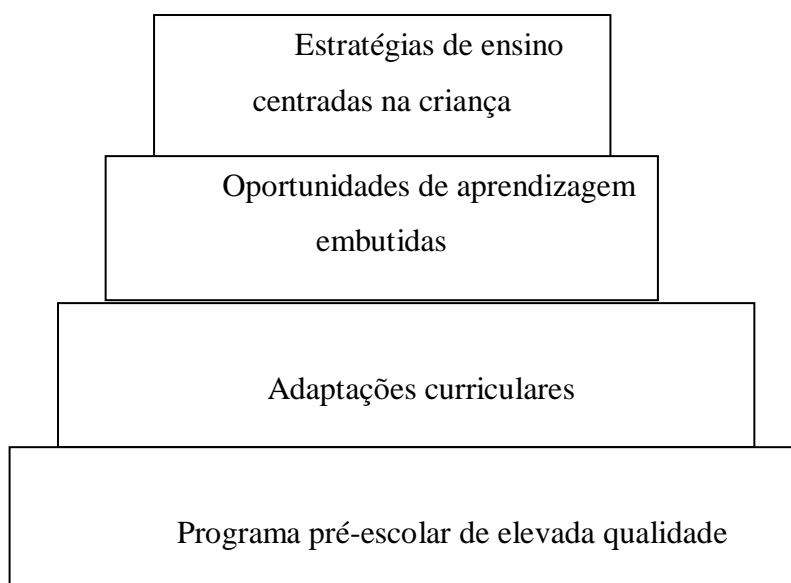 Estratégias de ensino
centradas na criança
Oportunidades de aprendizagem
embutidas
Adaptações curriculares
Programa pré-escolar de elevada qualidade